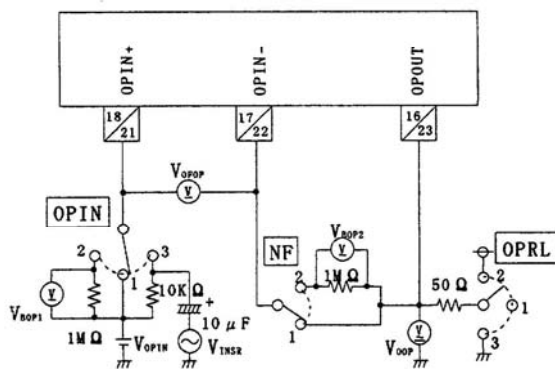 OPIN+
OPIN-
OPOUT
18
21
17
22
16
23
VOFOP
V
OPIN
NF
VBOP2
V
OPRL
2
3
1
2
1MΩ
1
50Ω
2
1
3
VBOP1
V
10KΩ
+
10μF
1MΩ
VOPIN
VINSR
VOOP
V